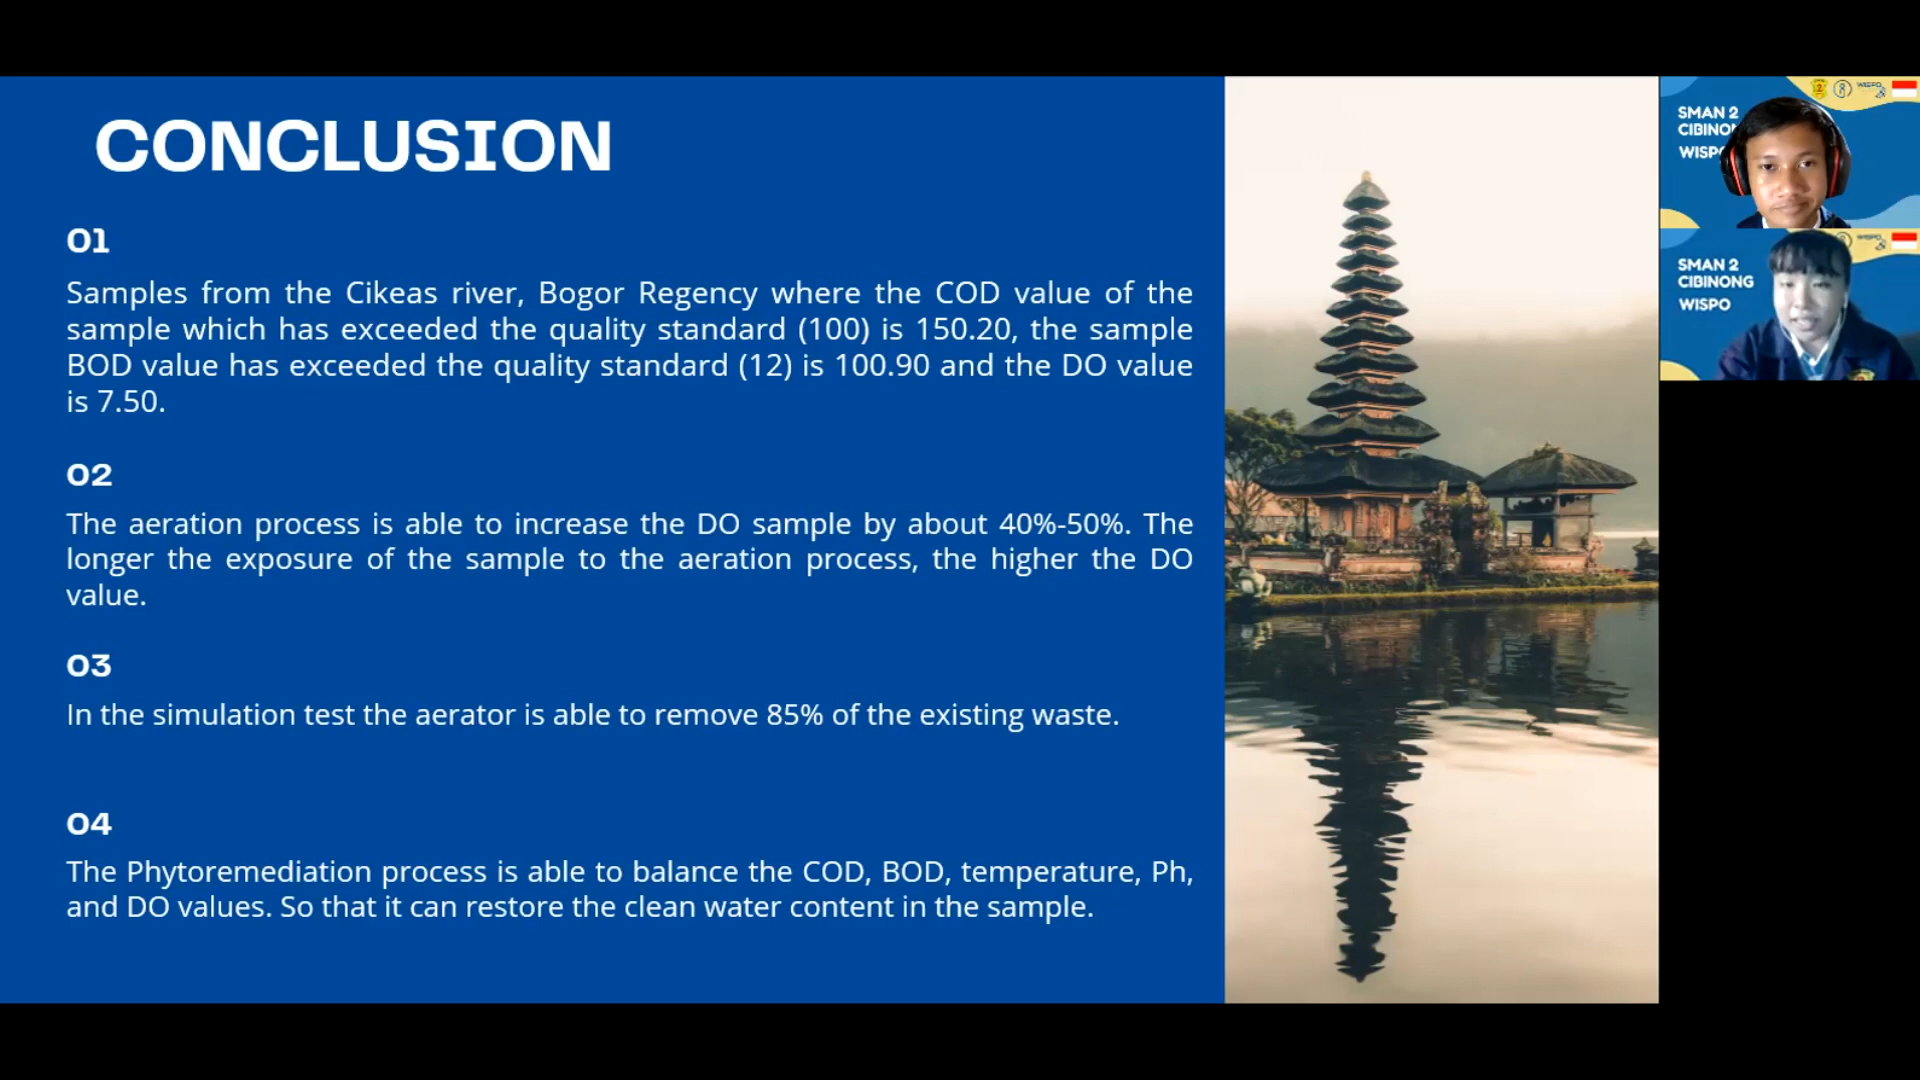 CONCLUSION
01
Samples from the Cikeas river, Bogor Regency where the COD value of the
sample which has exceeded the quality standard (100) is 150.20, the sample
BOD value has exceeded the quality standard (12) is 100.90 and the DO value
is 7.50.
02
The aeration process is able to increase the DO sample by about 40%-50%. The
longer the exposure of the sample to the aeration process, the higher the DO
value.
03
In the simulation test the aerator is able to remove 85% of the existing waste.
04
The Phytoremediation process is able to balance the COD, BOD, temperature, Ph,
and DO values. So that it can restore the clean water content in the sample.
SMAN 2
SMAN 2
CIBINONG
WISPO